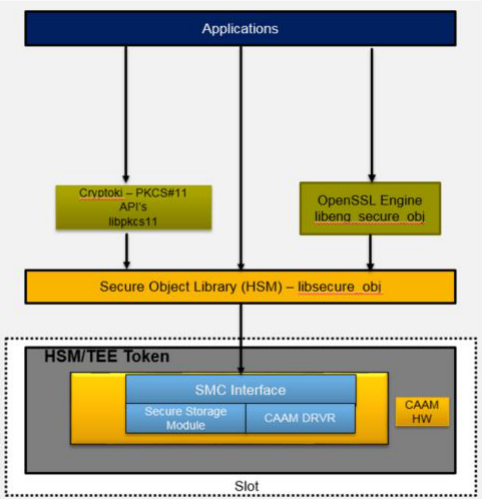 Applications
Cryptoki – PKCS#11
API's
libpkcs11
OpenSSL Engine
libeng_secure_obj
Secure Object Library (HSM) – libsecure_obj
HSM/TEE Token
SMC Interface
Secure Storage
Module
CAAM DRVR
CAAM
HW
Slot